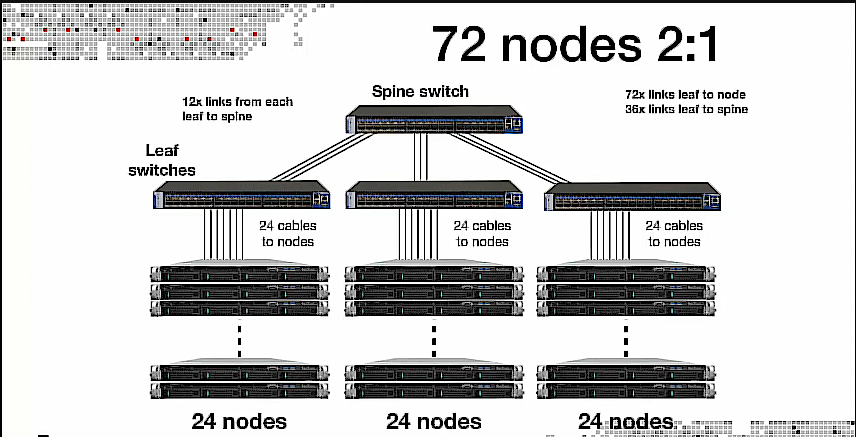 72 nodes 2:1
Spine switch
12x links from each
leaf to spine
72x links leaf to node
36x links leaf to spine
Leaf
switches
24 cables
to nodes
24 cables
to nodes
24 cables
to nodes
24 nodes
24 nodes
24 nodes